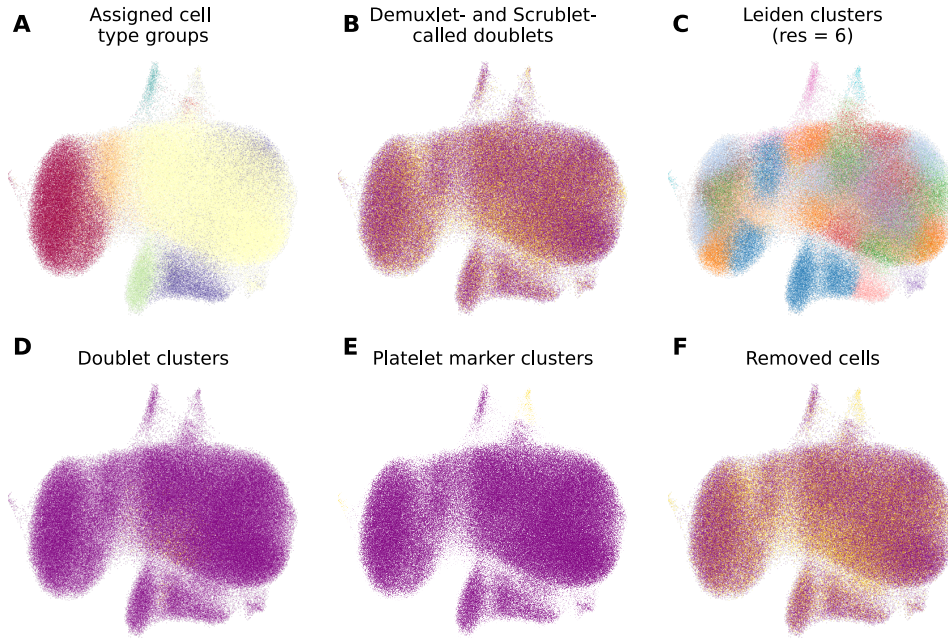 A
Assigned cell
type groups
B
Demuxlet- and Scrublet-
called doublets
C
Leiden clusters
(res = 6)
D
Doublet clusters
E
Platelet marker clusters
F
Removed cells